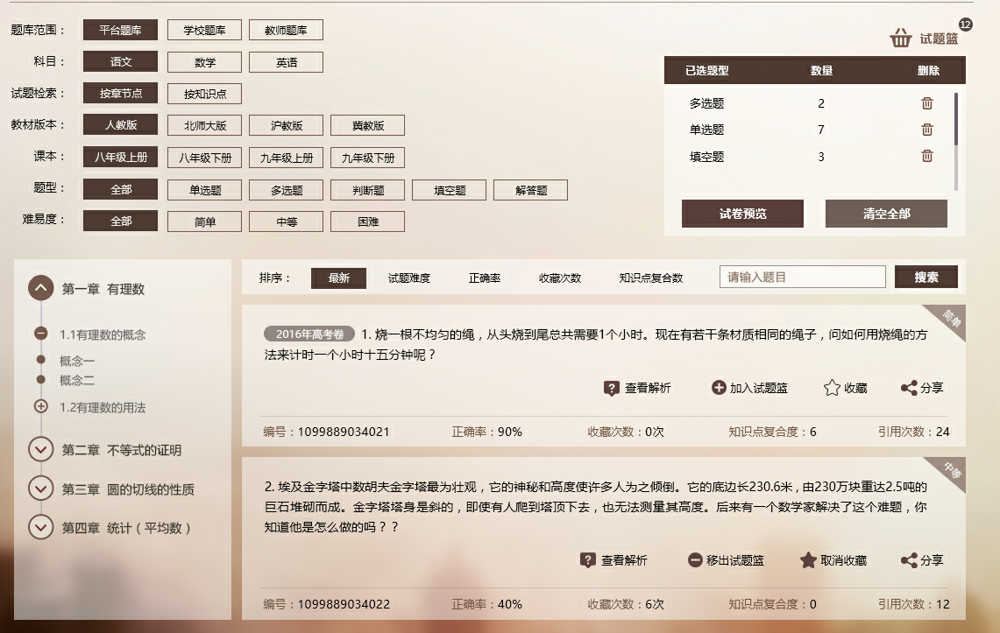 题库范围： 平台题库 学校题库 教师题库
科目： 语文 数学 英语
试题检索： 按章节点 按知识点
教材版本： 人教版 北师大版 沪教版 冀教版
课本： 八年级上册 八年级下册 九年级上册 九年级下册
题型： 全部 单选题 多选题 判断题 填空题 解答题
难易度： 全部 简单 中等 困难
试题篮 12
已选题型 数量 删除
多选题 2
单选题 7
填空题 3
试卷预览 清空全部
第一章 有理数
1.1有理数的概念
概念一
概念二
1.2有理数的用法
第二章 不等式的证明
第三章 圆的切线的性质
第四章 统计（平均数）
排序： 最新 试题难度 正确率 收藏次数 知识点复合数 请输入题目 搜索
简单
2016年高考卷 1. 烧一根不均匀的绳，从头烧到尾总共需要1个小时。现在有若干条材质相同的绳子，问如何用烧绳的方
法来计时一个小时十五分钟呢？
? 查看解析 加入试题篮 收藏 分享
编号：1099889034021 正确率：90% 收藏次数：0次 知识点复合度：6 引用次数：24
中等
2. 埃及金字塔中数胡夫金字塔最为壮观，它的神秘和高度使许多人为之倾倒。它的底边长230.6米，由230万块重达2.5吨的
巨石堆砌而成。金字塔塔身是斜的，即使有人爬到塔顶下去，也无法测量其高度。后来有一个数学家解决了这个难题，你
知道他是怎么做的吗？？
? 查看解析 移出试题篮 取消收藏 分享
编号：1099889034022 正确率：40% 收藏次数：6次 知识点复合度：0 引用次数：12